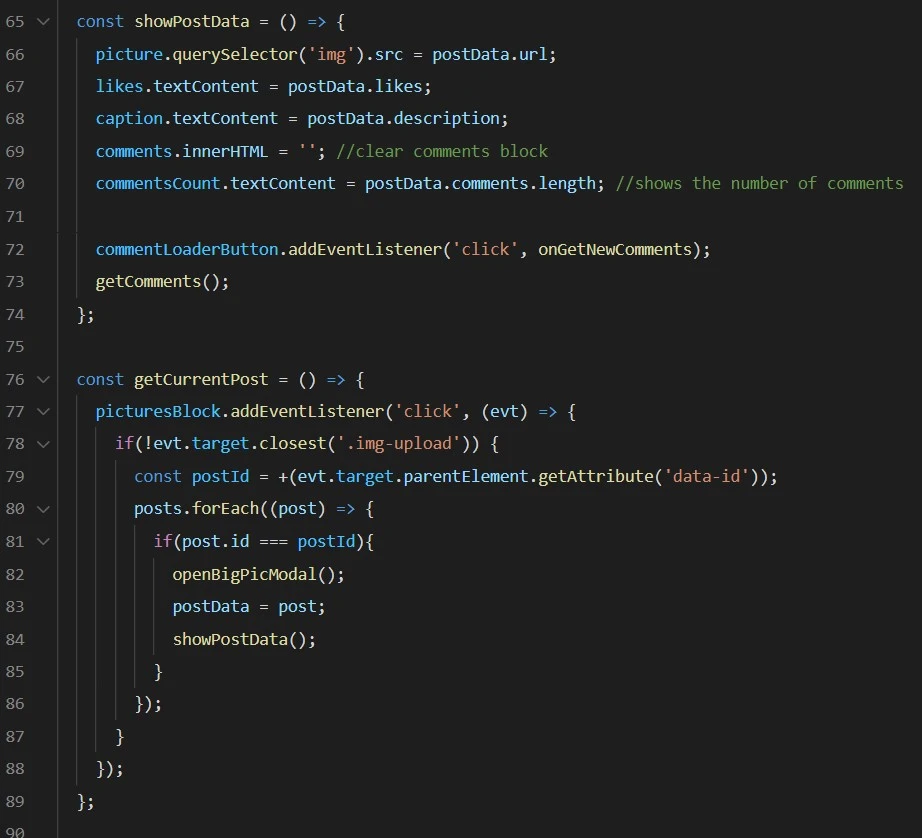 65 const showPostData = () => {
66 picture.querySelector('img').src = postData.url;
67 likes.textContent = postData.likes;
68 caption.textContent = postData.description;
69 comments.innerHTML = ''; //clear comments block
70 commentsCount.textContent = postData.comments.length; //shows the number of comments
71
72 commentLoaderButton.addEventListener('click', onGetNewComments);
73 getComments();
74 };
75
76 const getCurrentPost = () => {
77 picturesBlock.addEventListener('click', (evt) => {
78 if(!evt.target.closest('.img-upload')) {
79 const postId = +(evt.target.parentElement.getAttribute('data-id'));
80 posts.forEach((post) => {
81 if(post.id === postId){
82 openBigPicModal();
83 postData = post;
84 showPostData();
85 }
86 });
87 }
88 });
89 };
90